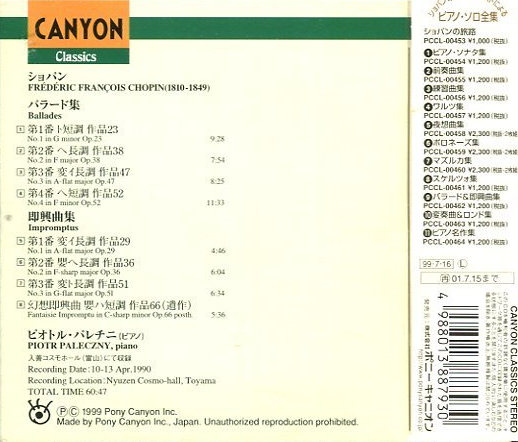 CANYON
Classics
ショパン
FRÉDÉRIC FRANÇOIS CHOPIN(1810-1849)
バラード集
Ballades
1 第1番 ト短調 作品23
No.1 in G minor Op.23 9:28
2 第2番 ヘ長調 作品38
No.2 in F major Op.38 7:54
3 第3番 変イ長調 作品47
No.3 in A-flat major Op.47 8:25
4 第4番 ヘ短調 作品52
No.4 in F minor Op.52 11:33
即興曲集
Impromptus
5 第1番 変イ長調 作品29
No.1 in A-flat major Op.29 4:46
6 第2番 嬰ヘ長調 作品36
No.2 in F-sharp major Op.36 6:04
7 第3番 変ト長調 作品51
No.3 in G-flat major Op.51 6:34
8 幻想即興曲 嬰ハ短調 作品66(遺作)
Fantaisie Impromptu in C-sharp minor Op.66 posth. 5:36
ピオトル・パレチニ(ピアノ)
PIOTR PALECZNY, piano
入善コスモホール(富山)にて収録
Recording Date: 10-13 Apr.1990
Recording Location: Nyuzen Cosmo-hall, Toyama
TOTAL TIME 60:47
Ⓟ© 1999 Pony Canyon Inc.
Made by Pony Canyon Inc., Japan. Unauthorized reproduction prohibited.
ピアノ・ソロ全集
ショパンの旅路
PCCL-00453 ¥1,000(税抜)
❶ピアノ・ソナタ集
PCCL-00454 ¥1,200(税抜)
❷前奏曲集
PCCL-00455 ¥1,200(税抜)
❸練習曲集
PCCL-00456 ¥1,200(税抜)
❹ワルツ集
PCCL-00457 ¥1,200(税抜)
❺夜想曲集
PCCL-00458 ¥2,300(税抜)・2枚組
❻ポロネーズ集
PCCL-00459 ¥2,300(税抜)・2枚組
❼マズルカ集
PCCL-00460 ¥2,300(税抜)・2枚組
❽スケルツォ集
PCCL-00461 ¥1,200(税抜)
❾バラード&即興曲集
PCCL-00462 ¥1,200(税抜)
❿変奏曲&ロンド集
PCCL-00463 ¥1,200(税抜)
⓫ピアノ名作集
PCCL-00464 ¥1,200(税抜)
99・7・16 Ⓛ
再 01.7.15まで
CANYON CLASSICS STEREO
発売元:株式会社 ポニーキャニオン
4 988013 887930